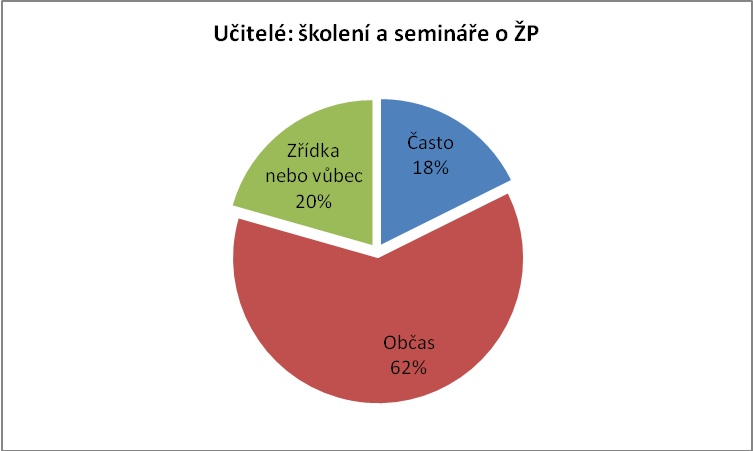 Učitelé: školení a semináře o ŽP
Často
18%
Zřídka
nebo vůbec
20%
Občas
62%